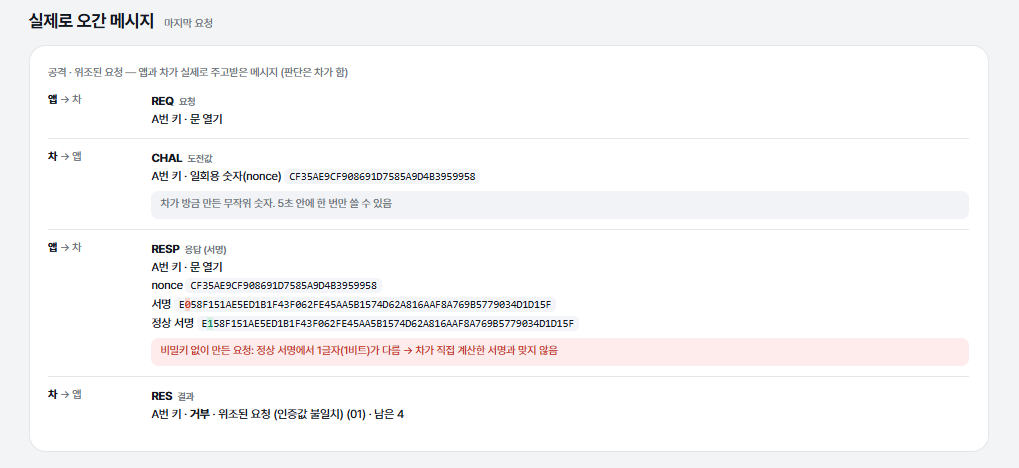 실제로 오간 메시지 마지막 요청
공격 · 위조된 요청 — 앱과 차가 실제로 주고받은 메시지 (판단은 차가 함)
앱 → 차
REQ 요청
A번 키 · 문 열기
차 → 앱
CHAL 도전값
A번 키 · 일회용 숫자(nonce) CF35AE9CF908691D7585A9D4B3959958
차가 방금 만든 무작위 숫자. 5초 안에 한 번만 쓸 수 있음
앱 → 차
RESP 응답 (서명)
A번 키 · 문 열기
nonce CF35AE9CF908691D7585A9D4B3959958
서명 E058F151AE5ED1B1F43F062FE45AA5B1574D62A816AAF8A769B5779034D1D15F
정상 서명 E158F151AE5ED1B1F43F062FE45AA5B1574D62A816AAF8A769B5779034D1D15F
비밀키 없이 만든 요청: 정상 서명에서 1글자(1비트)가 다름 → 차가 직접 계산한 서명과 맞지 않음
차 → 앱
RES 결과
A번 키 · 거부 · 위조된 요청 (인증값 불일치) (01) · 남은 4